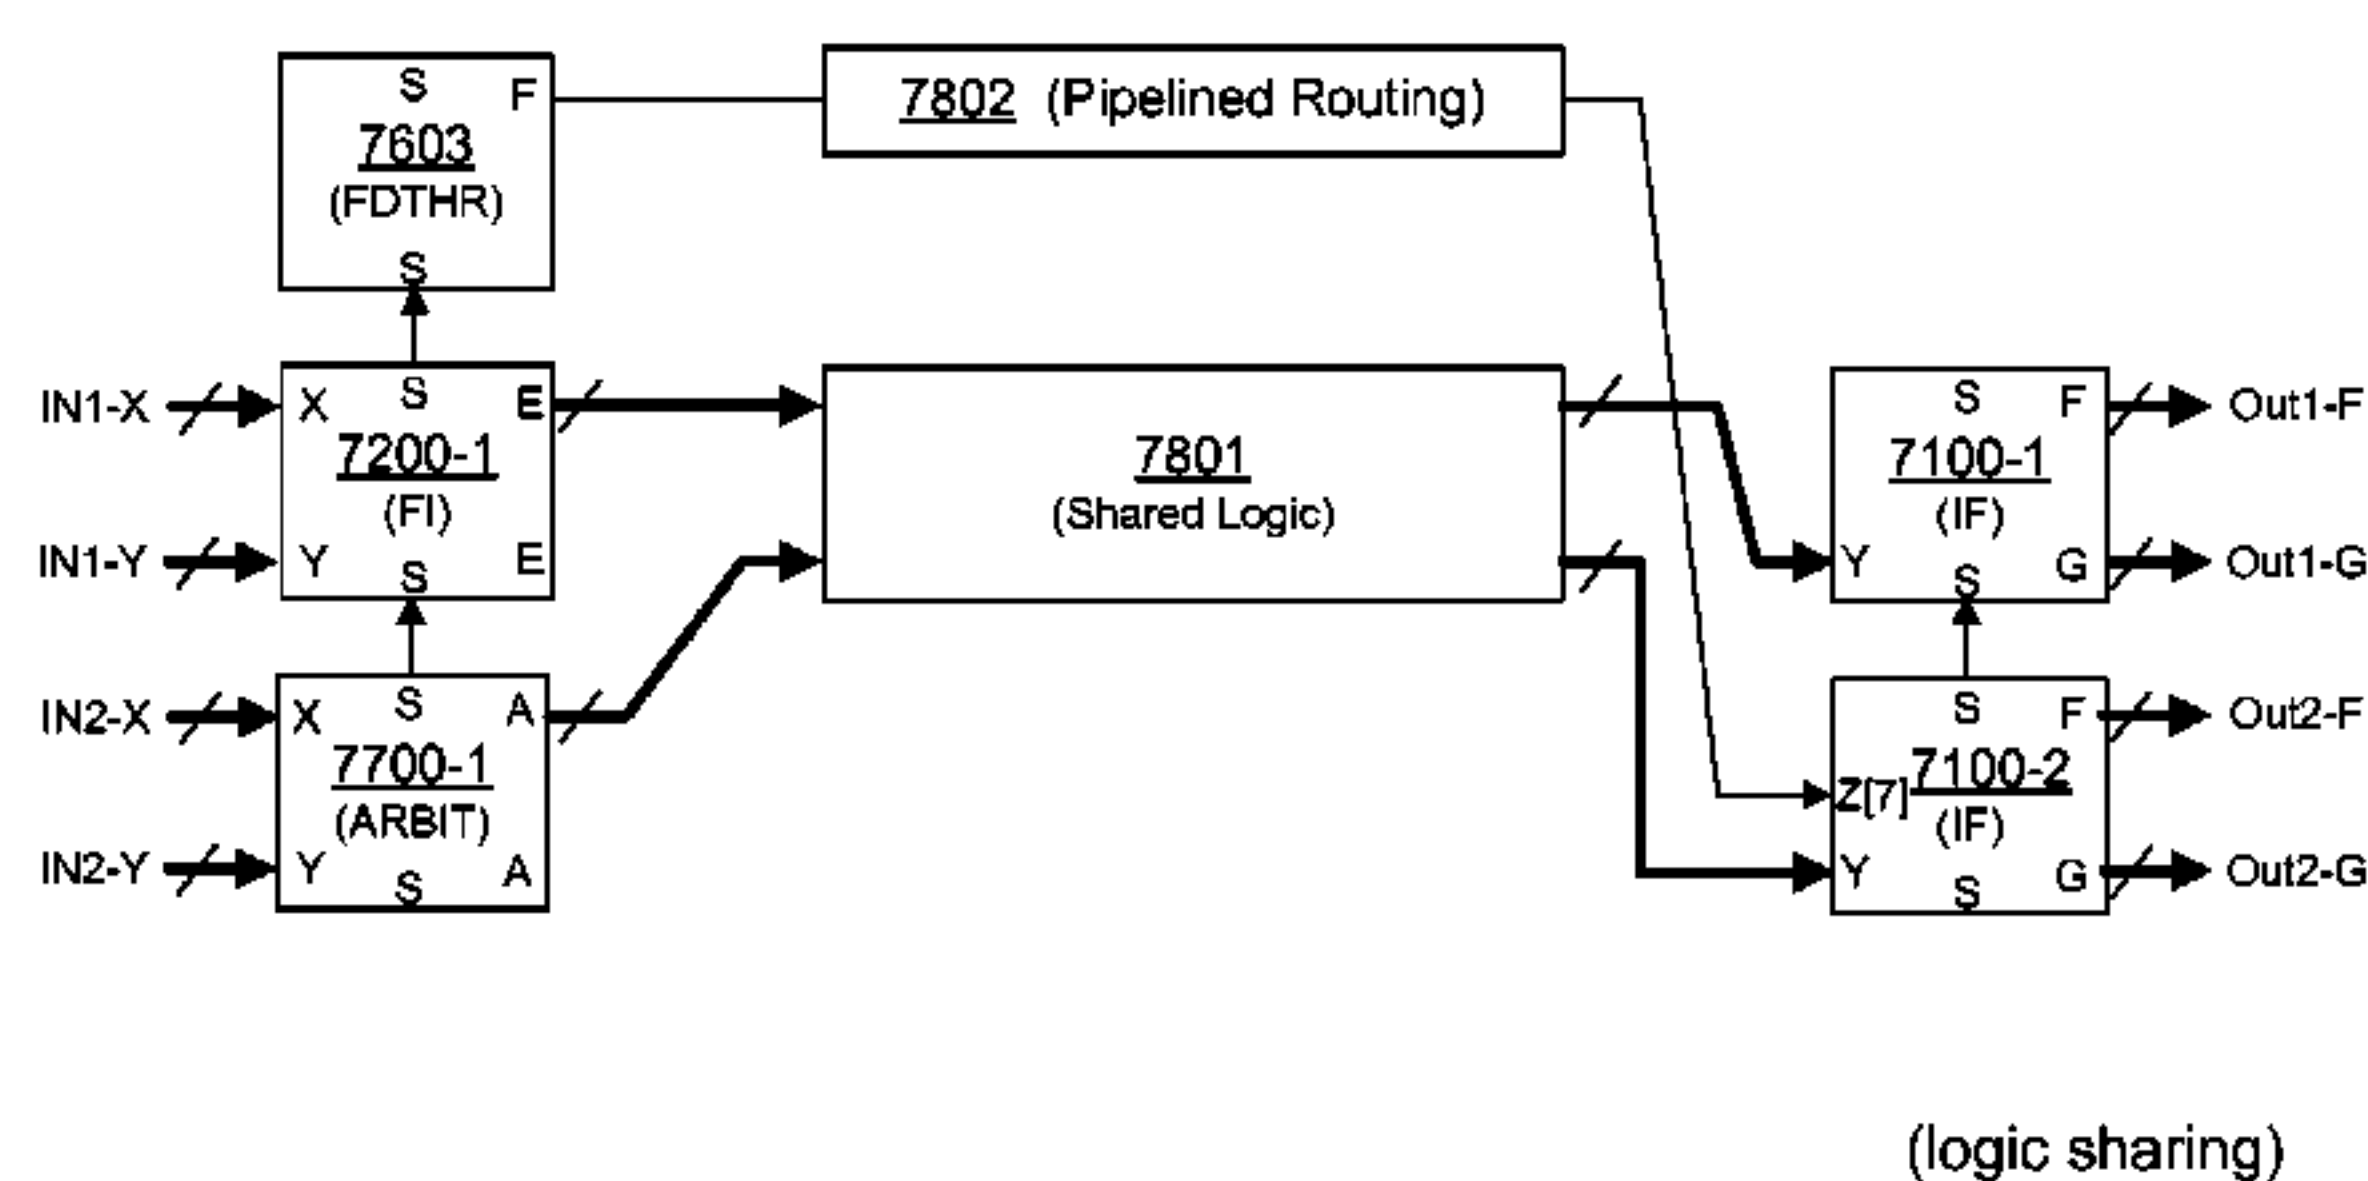 S F
7802 (Pipelined Routing)
7603
(FDTHR)
S
IN1-X X S E
7200-1
(FI)
IN1-Y Y S E
7801
(Shared Logic)
S F Out1-F
7100-1
(IF)
Y S G Out1-G
IN2-X X S A
7700-1
(ARBIT)
IN2-Y Y S A
S F Out2-F
Z[7] 7100-2
(IF)
Y S G Out2-G
(logic sharing)